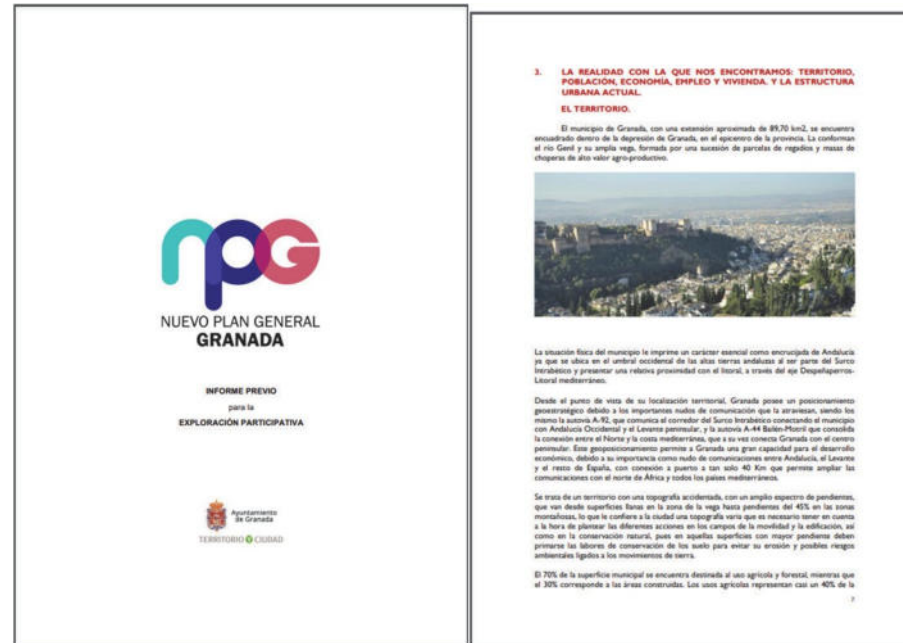 npG
NUEVO PLAN GENERAL
GRANADA
INFORME PREVIO
para la
EXPLORACIÓN PARTICIPATIVA
Ayuntamiento
de Granada
TERRITORIO Y CIUDAD
3. LA REALIDAD CON LA QUE NOS ENCONTRAMOS: TERRITORIO,
POBLACIÓN, ECONOMÍA, EMPLEO Y VIVIENDA. Y LA ESTRUCTURA
URBANA ACTUAL.
EL TERRITORIO.
El municipio de Granada, con una extensión aproximada de 89,70 km2, se encuentra
encuadrado dentro de la depresión de Granada, en el epicentro de la provincia. La conforman
el río Genil y su amplia vega, formada por una sucesión de parcelas de regadíos y masas de
choperas de alto valor agro-productivo.
La situación física del municipio le imprime un carácter esencial como encrucijada de Andalucía
ya que se ubica en el umbral occidental de las altas tierras andaluzas al ser parte del Surco
Intrabético y presentar una relativa proximidad con el litoral, a través del eje Despeñaperros-
Litoral mediterráneo.
Desde el punto de vista de su localización territorial, Granada posee un posicionamiento
geoestratégico debido a los importantes nudos de comunicación que la atraviesan, siendo los
mismo la autovía A-92, que comunica el corredor del Surco Intrabético conectando el municipio
con Andalucía Occidental y el Levante peninsular, y la autovía A-44 Bailén-Motril que consolida
la conexión entre el Norte y la costa mediterránea, que a su vez conecta Granada con el centro
peninsular. Este geoposicionamiento permite a Granada una gran capacidad para el desarrollo
económico, debido a su importancia como nudo de comunicaciones entre Andalucía, el Levante
y el resto de España, con conexión a puerto a tan solo 40 Km que permite ampliar las
comunicaciones con el norte de África y todos los países mediterráneos.
Se trata de un territorio con una topografía accidentada, con un amplio espectro de pendientes,
que van desde superficies llanas en la zona de la vega hasta pendientes del 45% en las zonas
montañosas, lo que le confiere a la ciudad una topografía varia que es necesario tener en cuenta
a la hora de plantear las diferentes acciones en los campos de la movilidad y la edificación, así
como en la conservación natural, pues en aquellas superficies con mayor pendiente deben
primarse las labores de conservación de los suelo para evitar su erosión y posibles riegos
ambientales ligados a los movimientos de tierra.
El 70% de la superficie municipal se encuentra destinada al uso agrícola y forestal, mientras que
el 30% corresponde a las áreas construidas. Los usos agrícolas representan casi un 40% de la
7